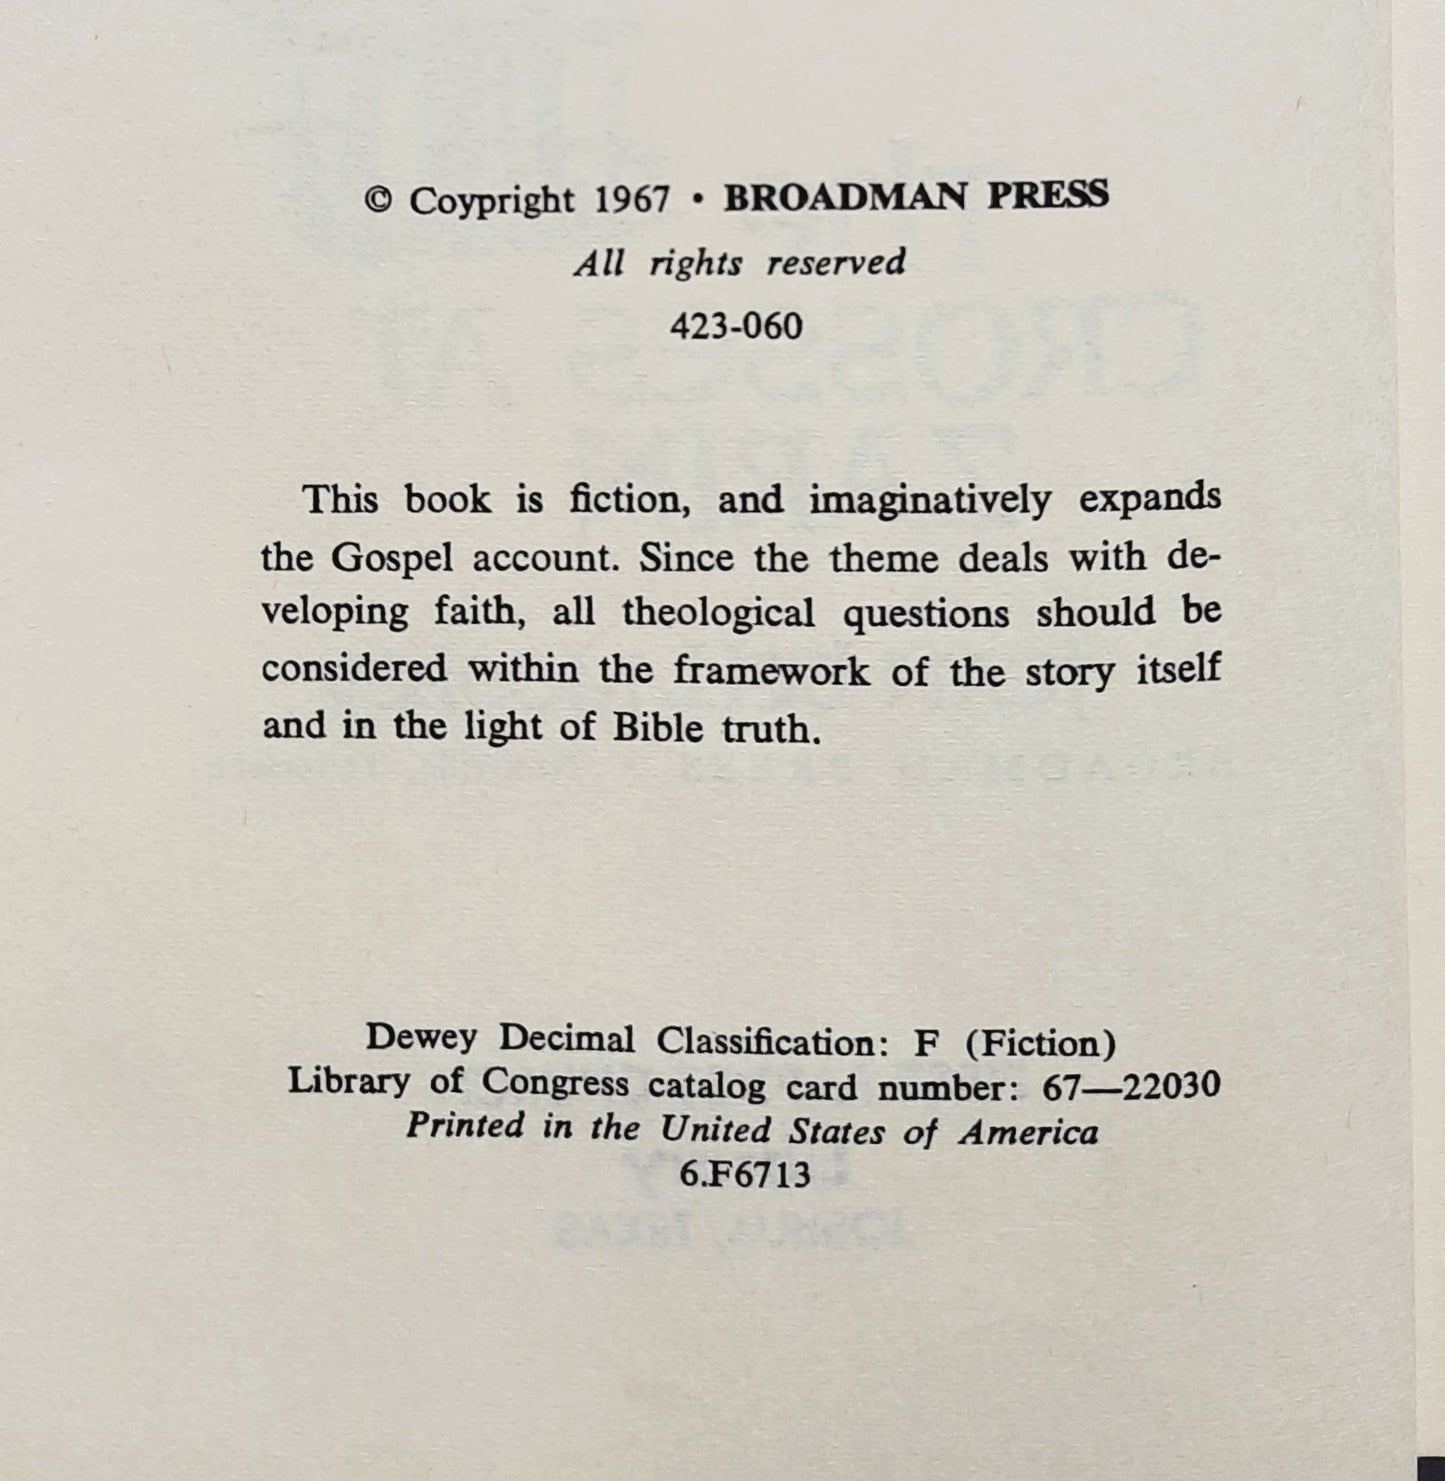 © Coypright 1967 • BROADMAN PRESS
All rights reserved
423-060
This book is fiction, and imaginatively expands
the Gospel account. Since the theme deals with de-
veloping faith, all theological questions should be
considered within the framework of the story itself
and in the light of Bible truth.
Dewey Decimal Classification: F (Fiction)
Library of Congress catalog card number: 67—22030
Printed in the United States of America
6.F6713